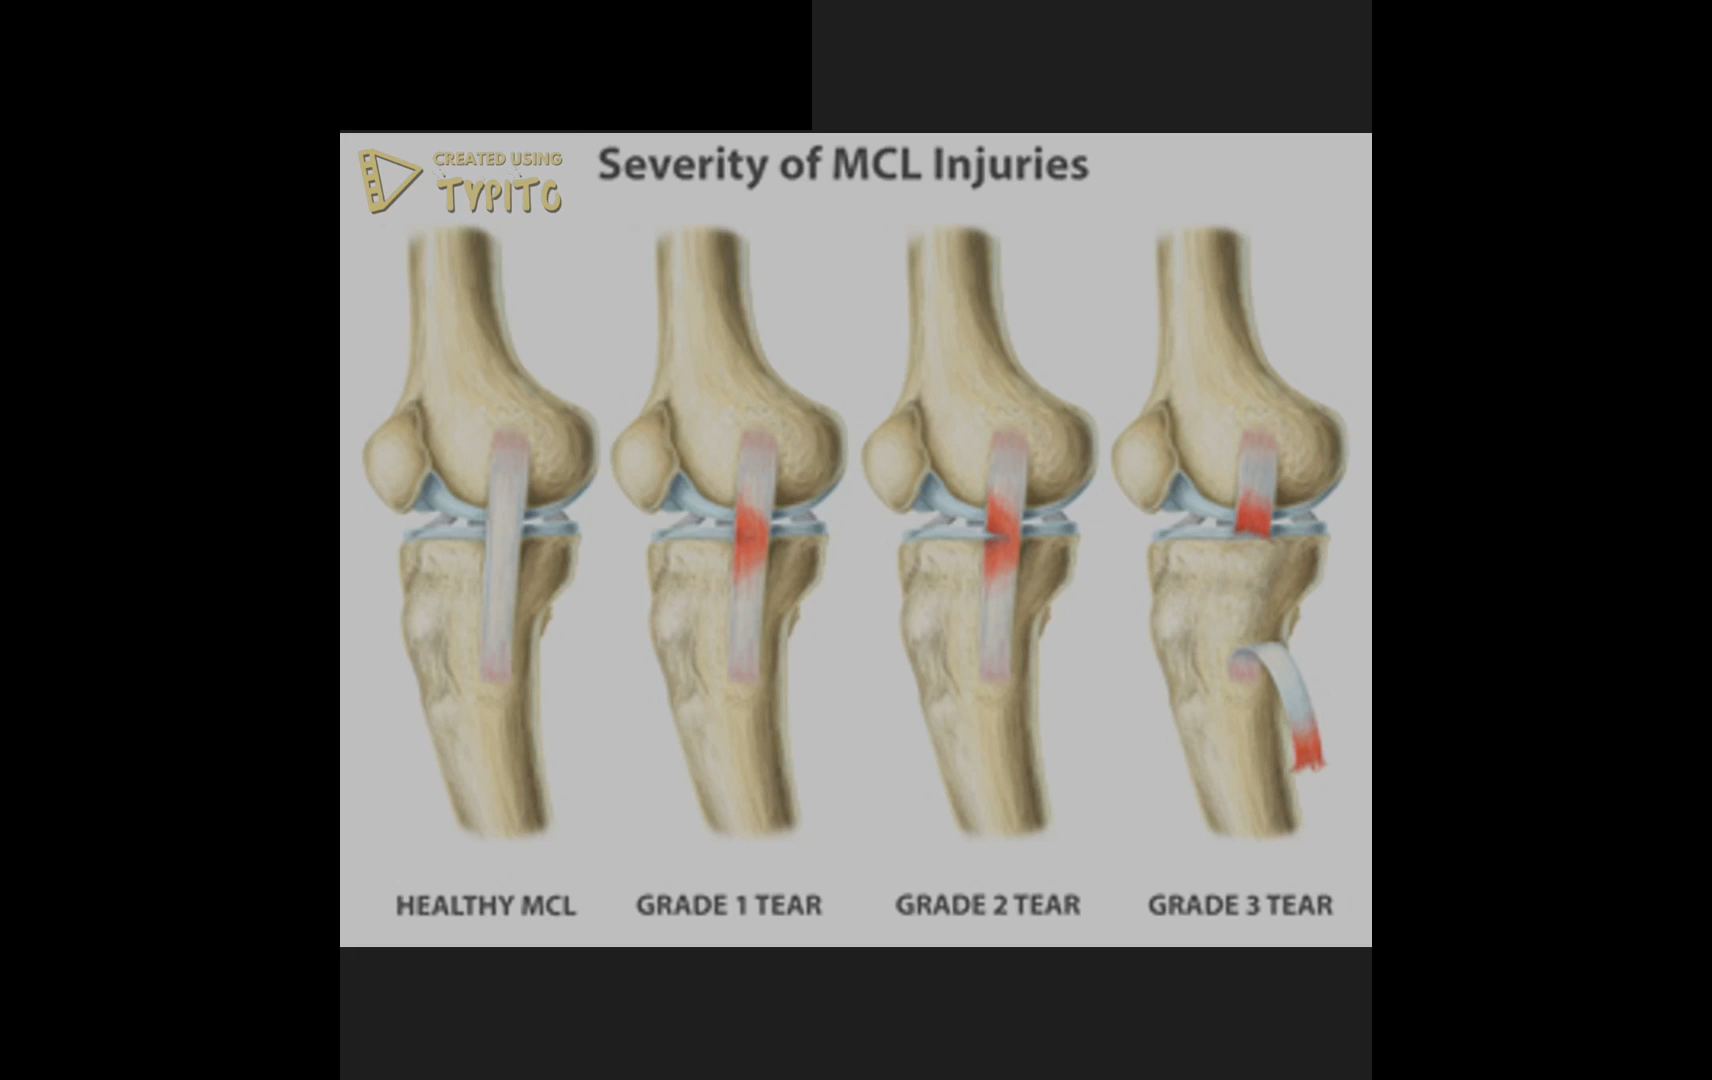 CREATED USING
TYPITO
Severity of MCL Injuries
HEALTHY MCL
GRADE 1 TEAR
GRADE 2 TEAR
GRADE 3 TEAR